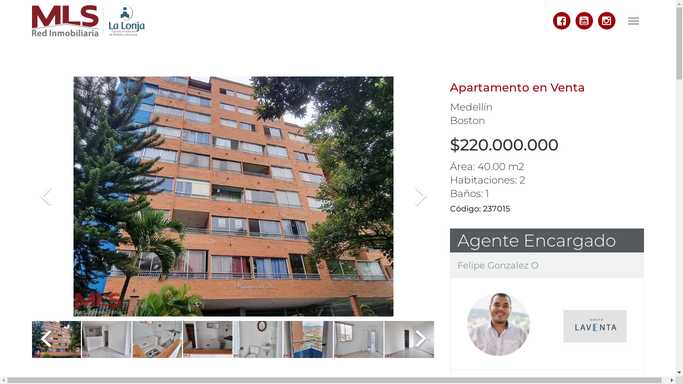 MLS
Red Inmobiliaria
La Lonja
Apartamento en Venta
Medellín
Boston
$220.000.000
Área: 40.00 m2
Habitaciones: 2
Baños: 1
Código: 237015
Agente Encargado
Felipe Gonzalez O
LAVENTA
MLS